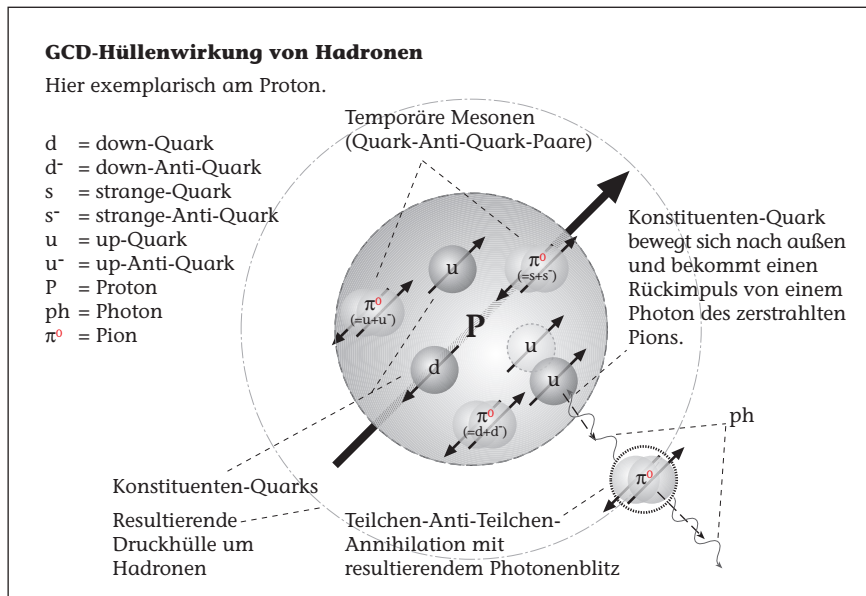 GCD-Hüllenwirkung von Hadronen
Hier exemplarisch am Proton.
d = down-Quark
d- = down-Anti-Quark
s = strange-Quark
s- = strange-Anti-Quark
u = up-Quark
u- = up-Anti-Quark
P = Proton
ph = Photon
π⁰ = Pion
Temporäre Mesonen
(Quark-Anti-Quark-Paare)
Konstituenten-Quark
bewegt sich nach außen
und bekommt einen
Rückimpuls von einem
Photon des zerstrahlten
Pions.
u
π⁰
(=s+s-)
π⁰
(=u+u-)
P
u
d
u
π⁰
(=d+d-)
ph
π⁰
Konstituenten-Quarks
Resultierende
Druckhülle um
Hadronen
Teilchen-Anti-Teilchen-
Annihilation mit
resultierendem Photonenblitz